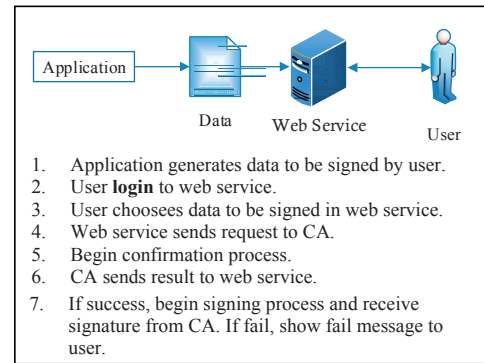 Application
Data
Web Service
User
1. Application generates data to be signed by user.
2. User login to web service.
3. User choosees data to be signed in web service.
4. Web service sends request to CA.
5. Begin confirmation process.
6. CA sends result to web service.
7. If success, begin signing process and receive
signature from CA. If fail, show fail message to
user.